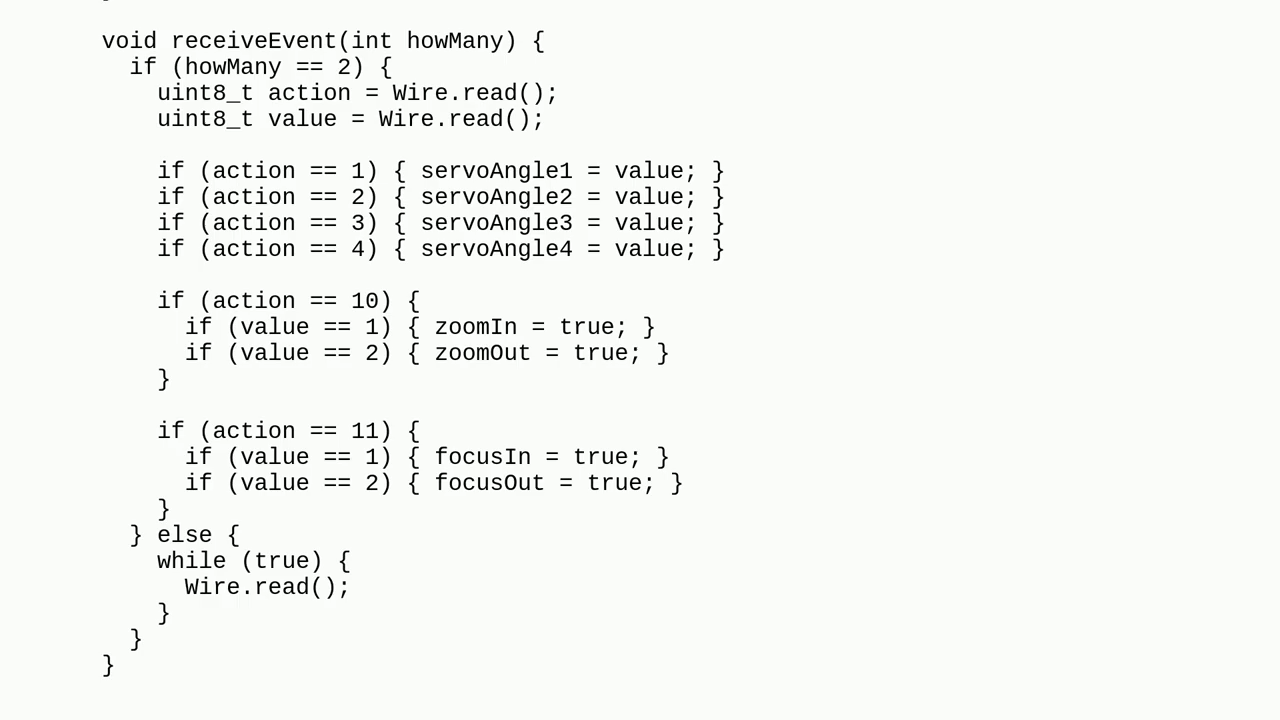 void receiveEvent(int howMany) {
  if (howMany == 2) {
    uint8_t action = Wire.read();
    uint8_t value = Wire.read();

    if (action == 1) { servoAngle1 = value; }
    if (action == 2) { servoAngle2 = value; }
    if (action == 3) { servoAngle3 = value; }
    if (action == 4) { servoAngle4 = value; }

    if (action == 10) {
      if (value == 1) { zoomIn = true; }
      if (value == 2) { zoomOut = true; }
    }

    if (action == 11) {
      if (value == 1) { focusIn = true; }
      if (value == 2) { focusOut = true; }
    }
  } else {
    while (true) {
      Wire.read();
    }
  }
}